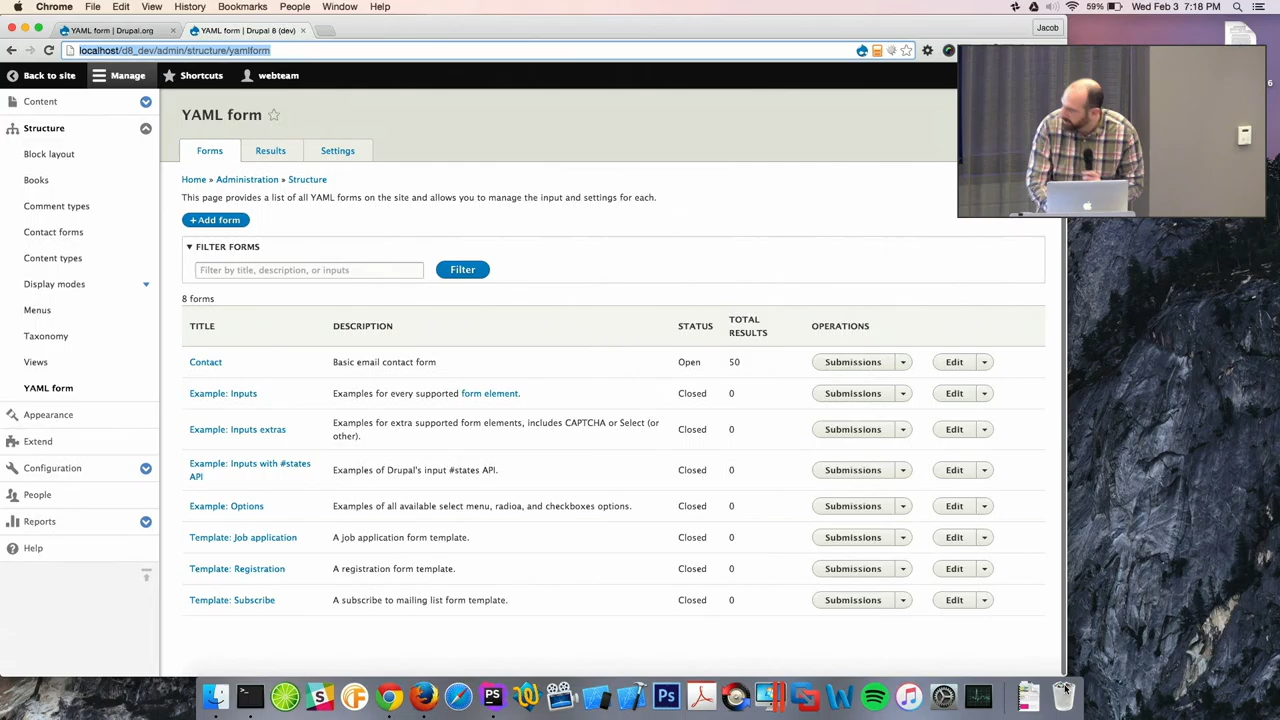 Chrome File Edit View History Bookmarks People Window Help 59% Wed Feb 3 7:18 PM
YAML form | Drupal.org YAML form | Drupal 8 (dev) Jacob
localhost/d8_dev/admin/structure/yamlform
Back to site Manage Shortcuts webteam
Content
Structure
Block layout
Books
Comment types
Contact forms
Content types
Display modes
Menus
Taxonomy
Views
YAML form
Appearance
Extend
Configuration
People
Reports
Help
YAML form
Forms Results Settings
Home » Administration » Structure
This page provides a list of all YAML forms on the site and allows you to manage the input and settings for each.
+ Add form
FILTER FORMS
Filter by title, description, or inputs Filter
8 forms
TITLE DESCRIPTION STATUS TOTAL RESULTS OPERATIONS
Contact Basic email contact form Open 50 Submissions Edit
Example: Inputs Examples for every supported form element. Closed 0 Submissions Edit
Example: Inputs extras Examples for extra supported form elements, includes CAPTCHA or Select (or other). Closed 0 Submissions Edit
Example: Inputs with #states API Examples of Drupal's input #states API. Closed 0 Submissions Edit
Example: Options Examples of all available select menu, radioa, and checkboxes options. Closed 0 Submissions Edit
Template: Job application A job application form template. Closed 0 Submissions Edit
Template: Registration A registration form template. Closed 0 Submissions Edit
Template: Subscribe A subscribe to mailing list form template. Closed 0 Submissions Edit
6
PS
Ps